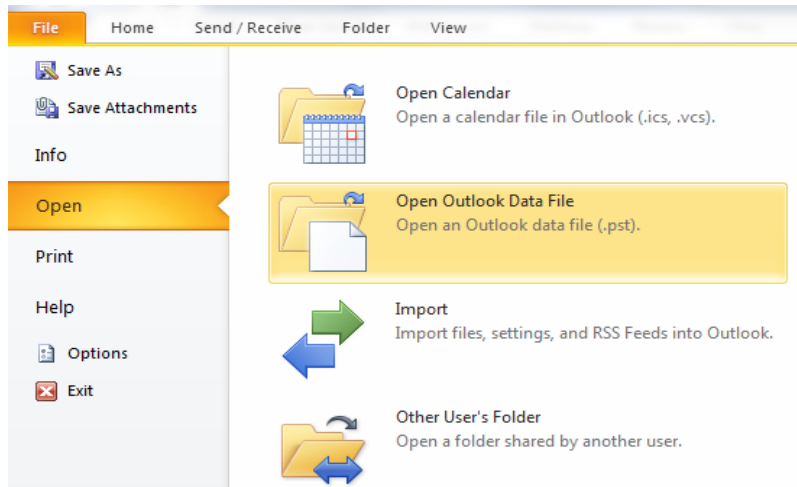 File Home Send / Receive Folder View
Save As
Save Attachments
Info
Open
Print
Help
Options
Exit
Open Calendar
Open a calendar file in Outlook (.ics, .vcs).
Open Outlook Data File
Open an Outlook data file (.pst).
Import
Import files, settings, and RSS Feeds into Outlook.
Other User's Folder
Open a folder shared by another user.